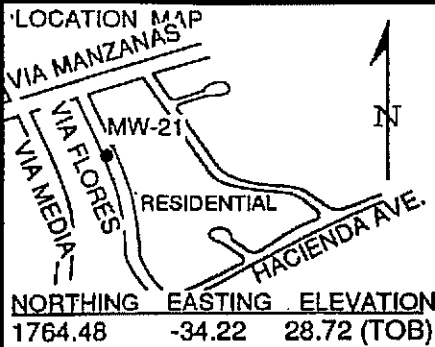 LOCATION MAP
VIA MANZANAS
VIA FLORES
MW-21
N
VIA MEDIA
RESIDENTIAL
HACIENDA AVE.
NORTHING EASTING ELEVATION
1764.48 -34.22 28.72 (TOB)